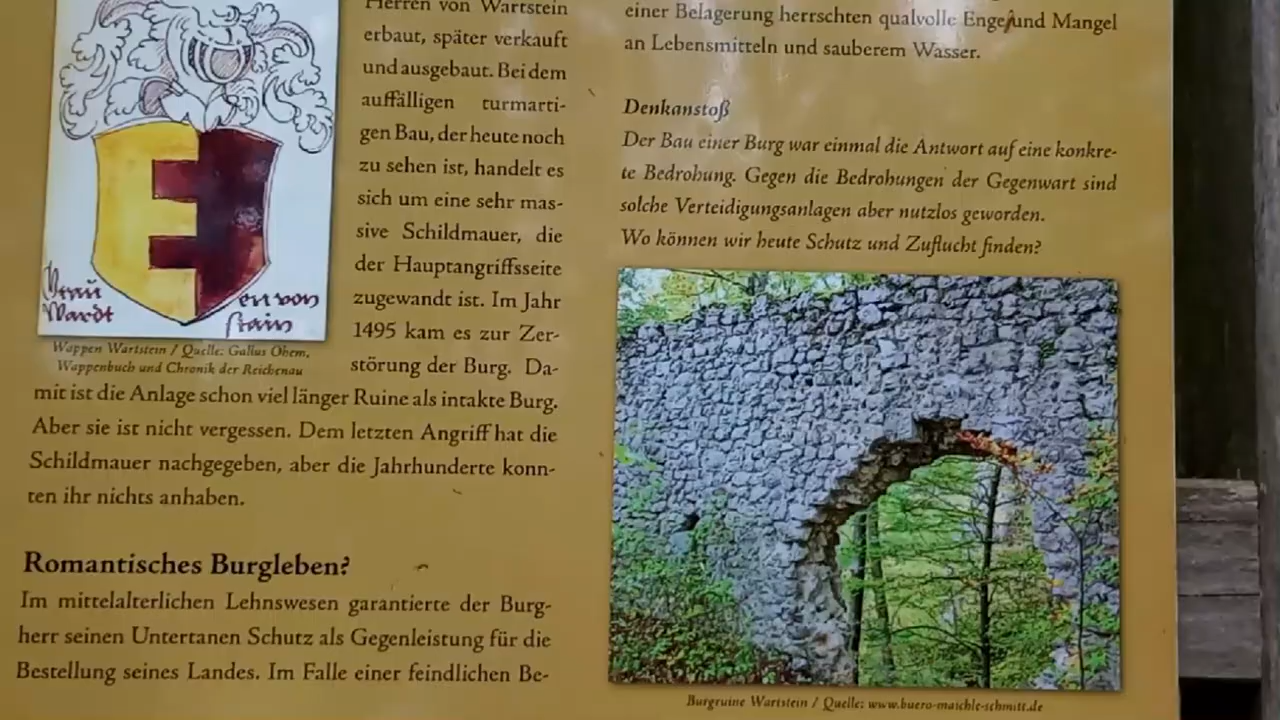 Herren von Wartstein
erbaut, später verkauft
und ausgebaut. Bei dem
auffälligen turmarti-
gen Bau, der heute noch
zu sehen ist, handelt es
sich um eine sehr mas-
sive Schildmauer, die
der Hauptangriffsseite
zugewandt ist. Im Jahr
1495 kam es zur Zer-
störung der Burg. Da-
mit ist die Anlage schon viel länger Ruine als intakte Burg.
Aber sie ist nicht vergessen. Dem letzten Angriff hat die
Schildmauer nachgegeben, aber die Jahrhunderte konn-
ten ihr nichts anhaben.
en von
Wardt stain
Wappen Wartstein / Quelle: Gallus Ohem,
Wappenbuch und Chronik der Reichenau
Romantisches Burgleben?
Im mittelalterlichen Lehnswesen garantierte der Burg-
herr seinen Untertanen Schutz als Gegenleistung für die
Bestellung seines Landes. Im Falle einer feindlichen Be-
einer Belagerung herrschten qualvolle Enge und Mangel
an Lebensmitteln und sauberem Wasser.
Denkanstoß
Der Bau einer Burg war einmal die Antwort auf eine konkre-
te Bedrohung. Gegen die Bedrohungen der Gegenwart sind
solche Verteidigungsanlagen aber nutzlos geworden.
Wo können wir heute Schutz und Zuflucht finden?
Burgruine Wartstein / Quelle: www.buero-maichle-schmitt.de